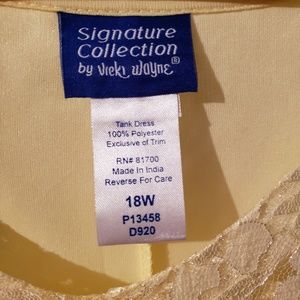 Signature
Collection
by Vicki Wayne®
Tank Dress
100% Polyester
Exclusive of Trim
RN# 81700
Made In India
Reverse For Care
18W
P13458
D920